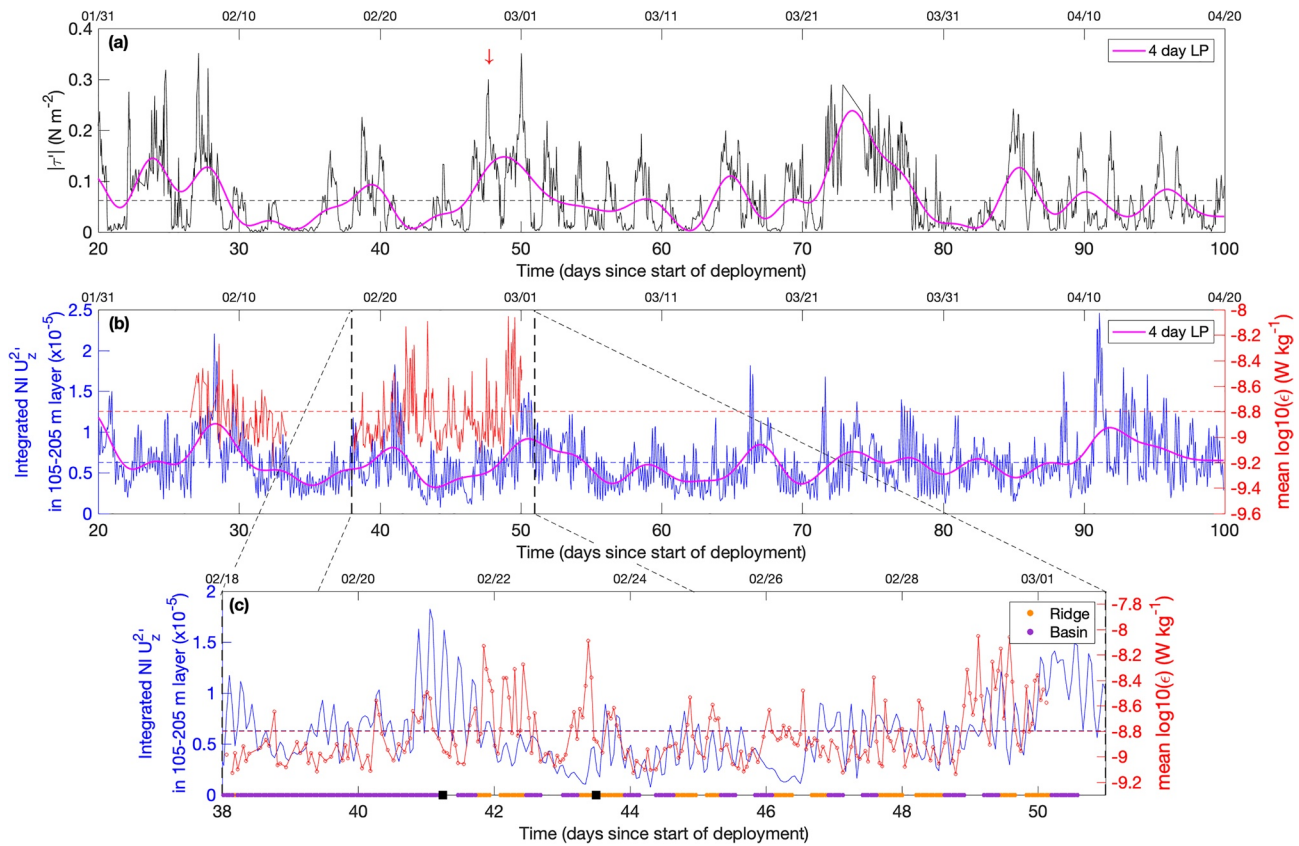 01/31 02/10 02/20 03/01 03/11 03/21 03/31 04/10 04/20
(a)
4 day LP
↓
|τ'| (N m-2)
0.4
0.3
0.2
0.1
0
20 30 40 50 60 70 80 90 100
Time (days since start of deployment)
01/31 02/10 02/20 03/01 03/11 03/21 03/31 04/10 04/20
(b)
4 day LP
Integrated NI Uz2'
in 105-205 m layer (x10-5)
2.5
2
1.5
1
0.5
0
-8
-8.2
-8.4
-8.6
-8.8
-9
-9.2
-9.4
-9.6
mean log10(ε) (W kg-1)
20 30 40 50 60 70 80 90 100
Time (days since start of deployment)
02/18 02/20 02/22 02/24 02/26 02/28 03/01
(c)
Ridge
Basin
Integrated NI Uz2'
in 105-205 m layer (x10-5)
2
1.5
1
0.5
0
-7.8
-8
-8.2
-8.4
-8.6
-8.8
-9
-9.2
mean log10(ε) (W kg-1)
38 40 42 44 46 48 50
Time (days since start of deployment)